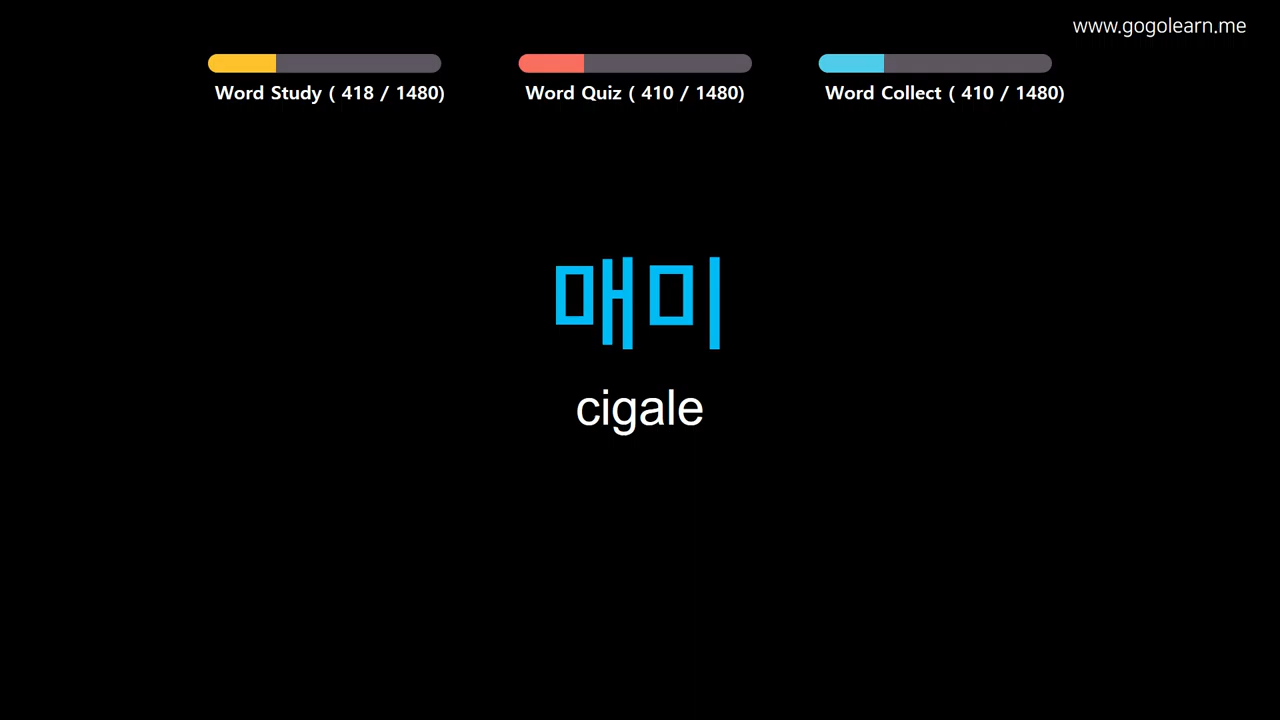 www.gogolearn.me
Word Study ( 418 / 1480)
Word Quiz ( 410 / 1480)
Word Collect ( 410 / 1480)
매미
cigale